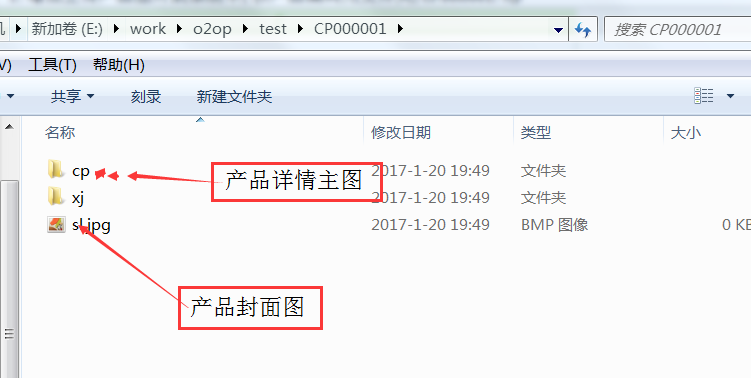 机 ▸ 新加卷 (E:) ▸ work ▸ o2op ▸ test ▸ CP000001 ▸ 搜索 CP000001
V) 工具(T) 帮助(H)
共享 刻录 新建文件夹
名称 修改日期 类型 大小
cp 产品详情主图 2017-1-20 19:49 文件夹
xj 2017-1-20 19:49 文件夹
sl.jpg 2017-1-20 19:49 BMP 图像 0 KB
产品封面图